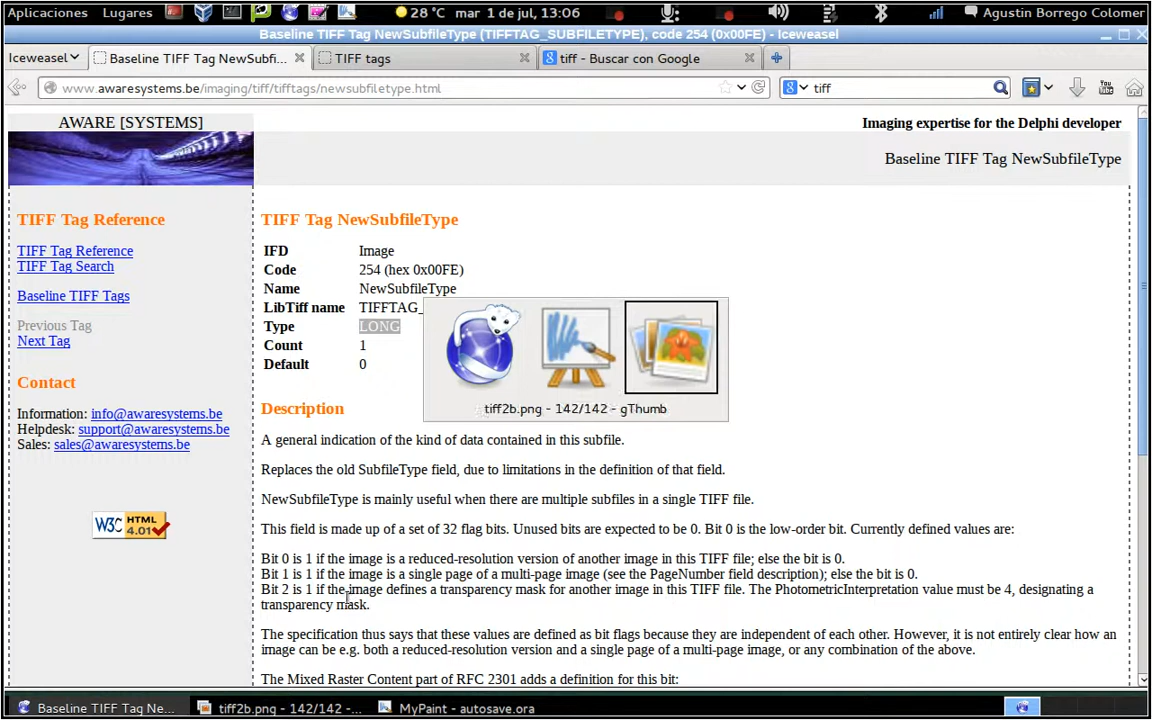 Aplicaciones Lugares 28 °C mar 1 de jul, 13:06 Agustin Borrego Colomer
Baseline TIFF Tag NewSubfileType (TIFFTAG_SUBFILETYPE), code 254 (0x00FE) - Iceweasel
Iceweasel Baseline TIFF Tag NewSubfi... TIFF tags tiff - Buscar con Google
www.awaresystems.be/imaging/tiff/tifftags/newsubfiletype.html tiff
AWARE [SYSTEMS] Imaging expertise for the Delphi developer
Baseline TIFF Tag NewSubfileType
TIFF Tag Reference
TIFF Tag Reference
TIFF Tag Search
Baseline TIFF Tags
Previous Tag
Next Tag
Contact
Information: info@awaresystems.be
Helpdesk: support@awaresystems.be
Sales: sales@awaresystems.be
W3C HTML 4.01
TIFF Tag NewSubfileType
IFD Image
Code 254 (hex 0x00FE)
Name NewSubfileType
LibTiff name TIFFTAG_
Type LONG
Count 1
Default 0
tiff2b.png - 142/142 - gThumb
Description
A general indication of the kind of data contained in this subfile.
Replaces the old SubfileType field, due to limitations in the definition of that field.
NewSubfileType is mainly useful when there are multiple subfiles in a single TIFF file.
This field is made up of a set of 32 flag bits. Unused bits are expected to be 0. Bit 0 is the low-order bit. Currently defined values are:
Bit 0 is 1 if the image is a reduced-resolution version of another image in this TIFF file; else the bit is 0.
Bit 1 is 1 if the image is a single page of a multi-page image (see the PageNumber field description); else the bit is 0.
Bit 2 is 1 if the image defines a transparency mask for another image in this TIFF file. The PhotometricInterpretation value must be 4, designating a
transparency mask.
The specification thus says that these values are defined as bit flags because they are independent of each other. However, it is not entirely clear how an
image can be e.g. both a reduced-resolution version and a single page of a multi-page image, or any combination of the above.
The Mixed Raster Content part of RFC 2301 adds a definition for this bit:
Baseline TIFF Tag Ne... tiff2b.png - 142/142 -... MyPaint - autosave.ora